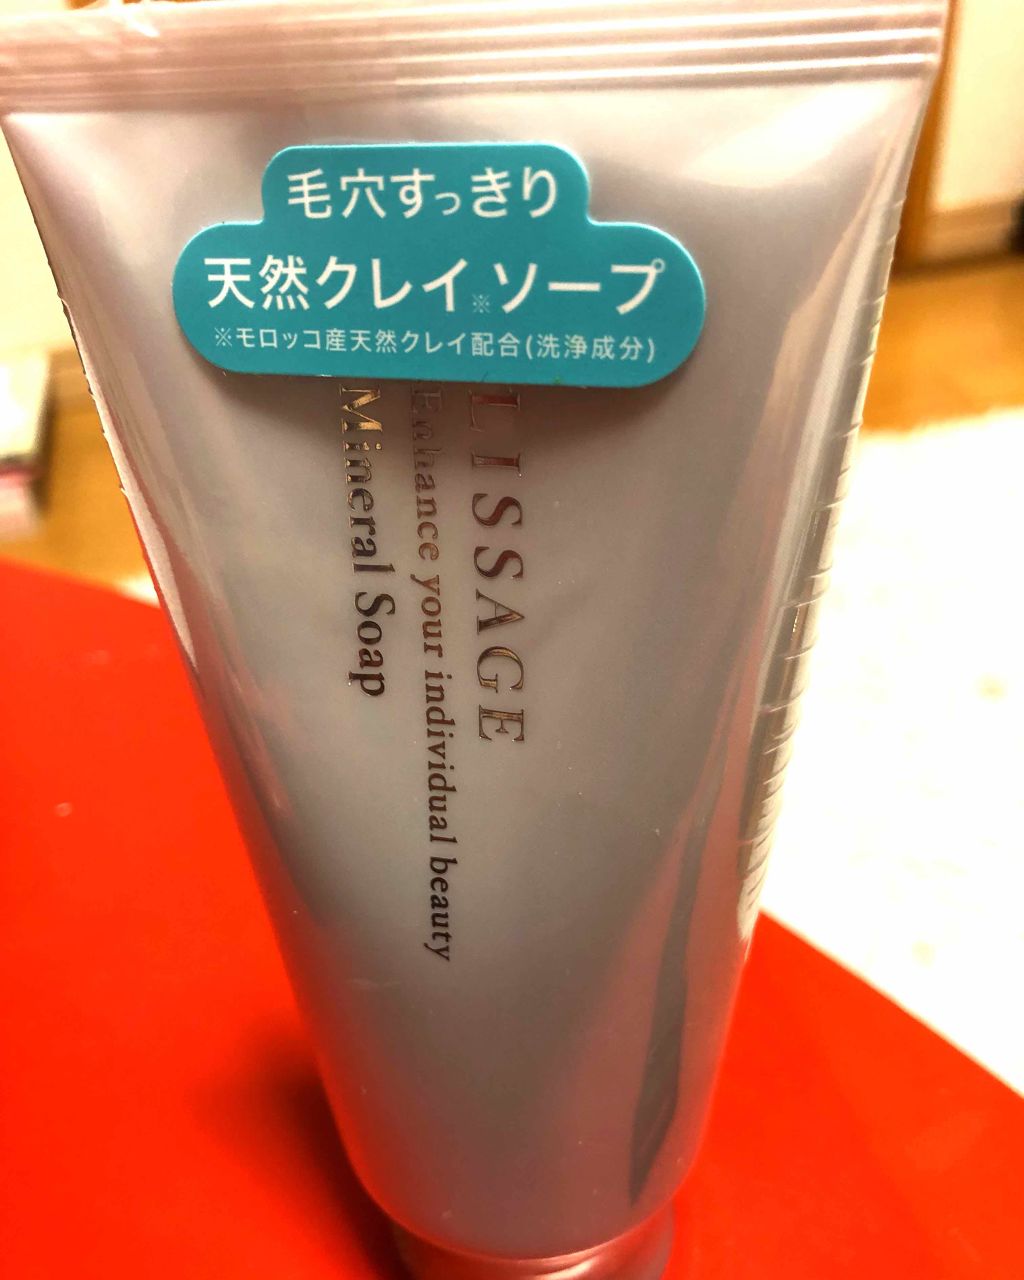 毛穴すっきり
天然クレイ※ソープ
※モロッコ産天然クレイ配合(洗浄成分)
LISSAGE
Enhance your individual beauty
Mineral Soap